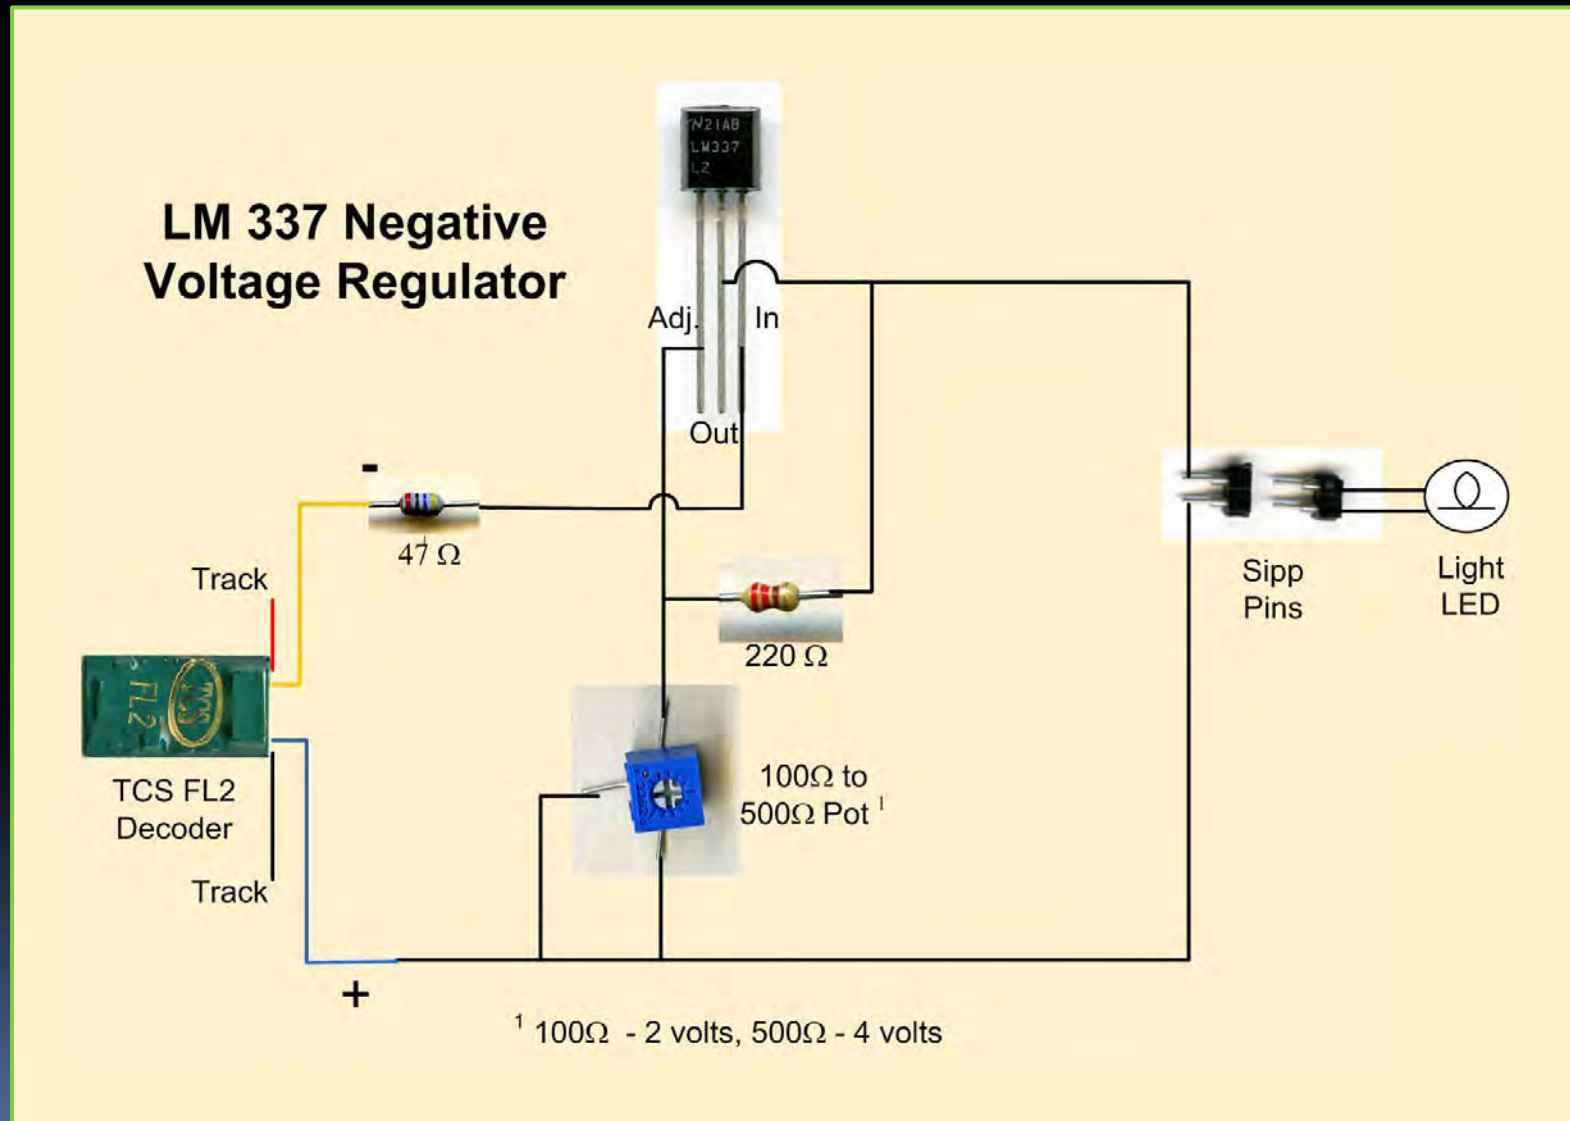 LM 337 Negative
Voltage Regulator
N21AB
LM337
LZ
Adj.
In
Out
-
47 Ω
Track
TCS
FL2
TCS FL2
Decoder
Track
220 Ω
100Ω to
500Ω Pot 1
Sipp
Pins
Light
LED
+
1 100Ω - 2 volts, 500Ω - 4 volts